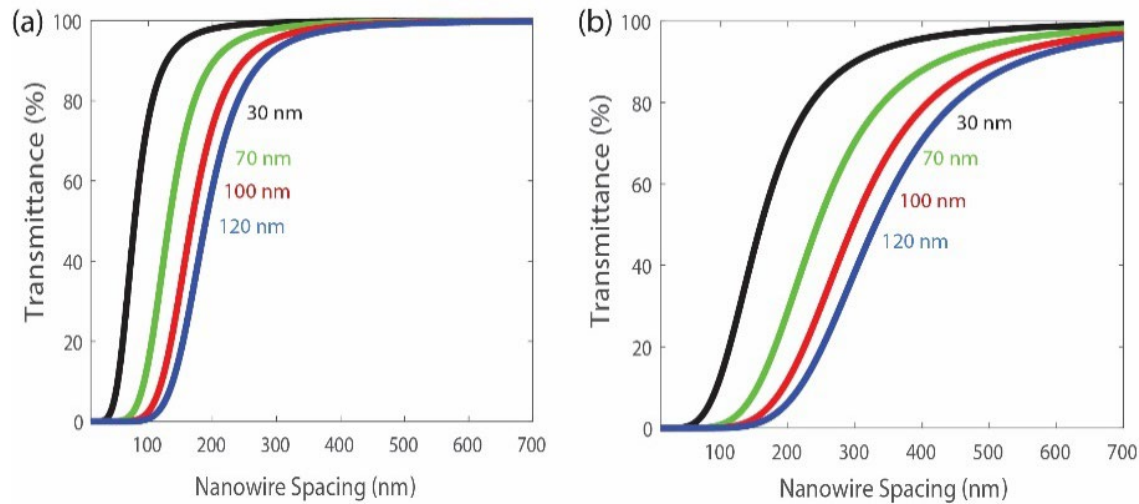 (a)
Transmittance (%)
100
80
60
40
20
0
30 nm
70 nm
100 nm
120 nm
100 200 300 400 500 600 700
Nanowire Spacing (nm)
(b)
Transmittance (%)
100
80
60
40
20
0
30 nm
70 nm
100 nm
120 nm
100 200 300 400 500 600 700
Nanowire Spacing (nm)